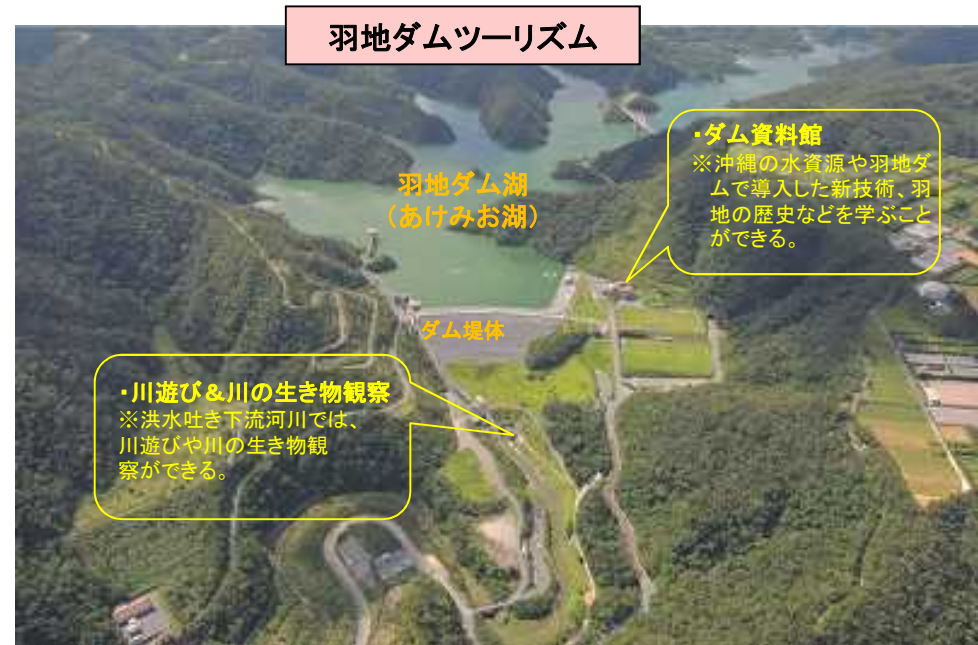 羽地ダムツーリズム
・ダム資料館
※沖縄の水資源や羽地ダ
ムで導入した新技術、羽
地の歴史などを学ぶこと
ができる。
羽地ダム湖
（あけみお湖）
ダム堤体
・川遊び＆川の生き物観察
※洪水吐き下流河川では、
川遊びや川の生き物観
察ができる。